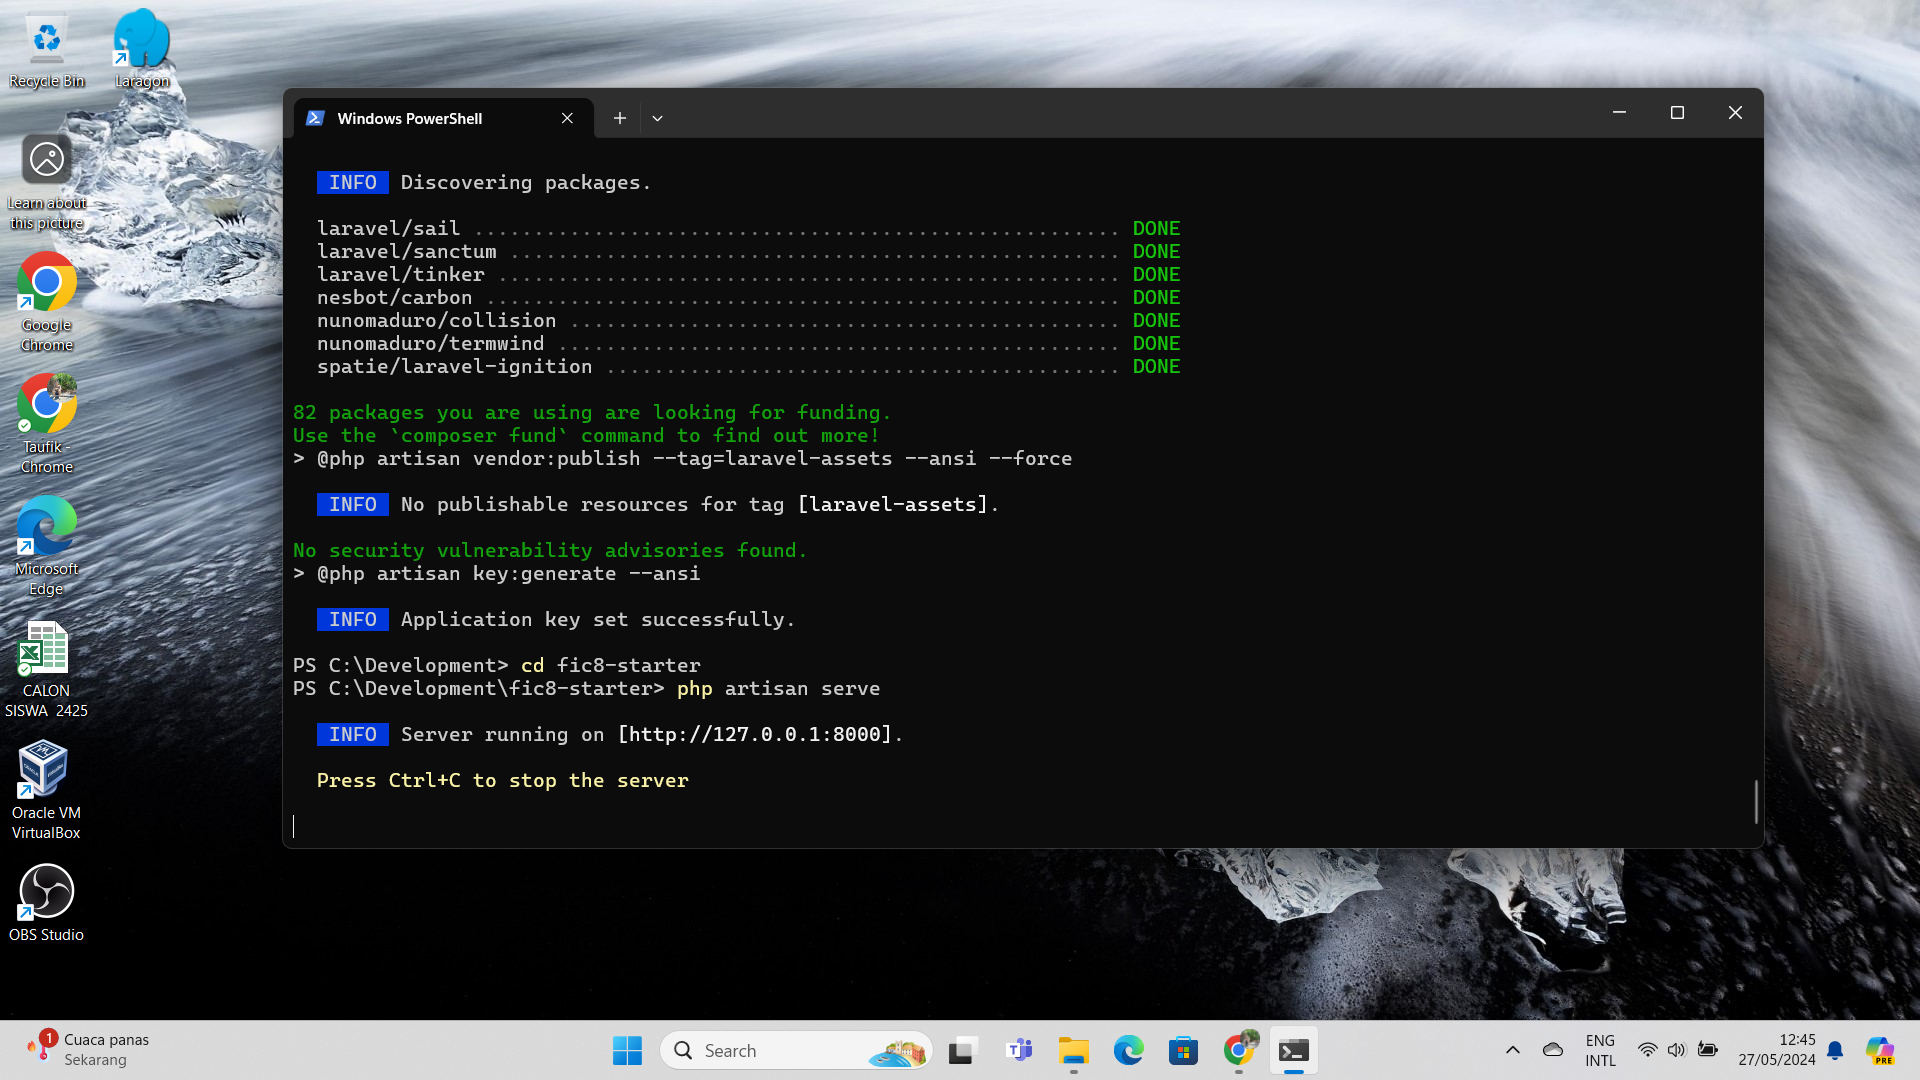 Recycle Bin
Laragon
Learn about
this picture
Google
Chrome
Taufik -
Chrome
Microsoft
Edge
CALON
SISWA 2425
Oracle VM
VirtualBox
OBS Studio
Windows PowerShell
INFO Discovering packages.
laravel/sail ...................................................... DONE
laravel/sanctum ................................................... DONE
laravel/tinker .................................................... DONE
nesbot/carbon ..................................................... DONE
nunomaduro/collision .............................................. DONE
nunomaduro/termwind ............................................... DONE
spatie/laravel-ignition ........................................... DONE
82 packages you are using are looking for funding.
Use the `composer fund` command to find out more!
> @php artisan vendor:publish --tag=laravel-assets --ansi --force
INFO No publishable resources for tag [laravel-assets].
No security vulnerability advisories found.
> @php artisan key:generate --ansi
INFO Application key set successfully.
PS C:\Development> cd fic8-starter
PS C:\Development\fic8-starter> php artisan serve
INFO Server running on [http://127.0.0.1:8000].
Press Ctrl+C to stop the server
1
Cuaca panas
Sekarang
Search
ENG
INTL
12:45
27/05/2024
PRE